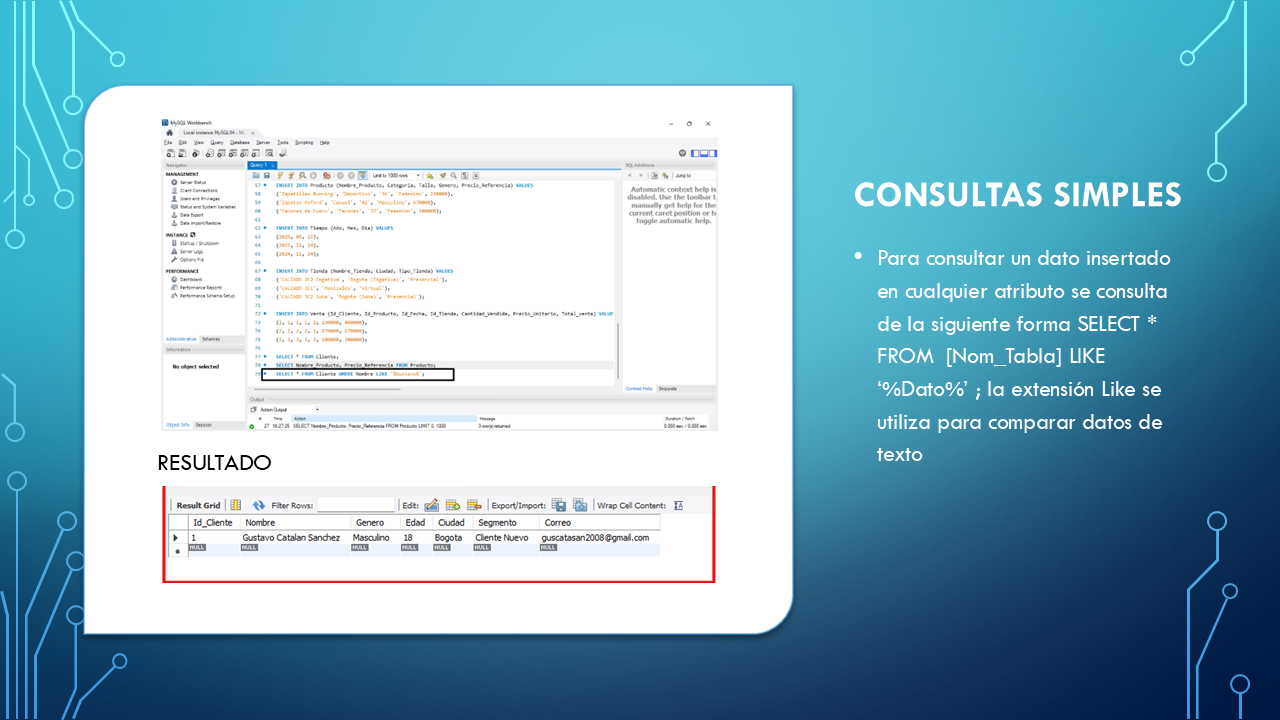 CONSULTAS SIMPLES
• Para consultar un dato insertado
en cualquier atributo se consulta
de la siguiente forma SELECT *
FROM [Nom_Tabla] LIKE
‘%Dato%’ ; la extensión Like se
utiliza para comparar datos de
texto
MySQL Workbench
Local instance MySQL94 - W...
File Edit View Query Database Server Tools Scripting Help
Navigator
MANAGEMENT
Server Status
Client Connections
Users and Privileges
Status and System Variables
Data Export
Data Import/Restore
INSTANCE
Startup / Shutdown
Server Logs
Options File
PERFORMANCE
Dashboard
Performance Reports
Performance Schema Setup
Administration Schemas
Information
No object selected
Object Info Session
Query 1
Limit to 1000 rows
57 INSERT INTO Producto (Nombre_Producto, Categoria, Talla, Genero, Precio_Referencia) VALUES
58 ('Zapatillas Running', 'Deportivo', '36', 'Femenino', 230000),
59 ('Zapatos Oxford', 'Casual', '42', 'Masculino', 670000),
60 ('Tacones de Cuero', 'Tacones', '37', 'Femenino', 100000);
61
62 INSERT INTO Tiempo (Año, Mes, Dia) VALUES
63
64 (2022, 12, 24),
65 (2024, 12, 24);
66
67 INSERT INTO Tienda (Nombre_Tienda, Ciudad, Tipo_Tienda) VALUES
68 ('CALZADO JC2 Ingativa', 'Bogota (Ingativa)', 'Presencial'),
69 ('CALZADO JC1', 'Manizales', 'Virtual'),
70 ('CALZADO JC2 Suba', 'Bogota (Suba)', 'Presencial');
71
72 INSERT INTO Venta (Id_Cliente, Id_Producto, Id_Fecha, Id_Tienda, Cantidad_Vendida, Precio_Unitario, Total_venta) VALUE
73 (1, 1, 1, 1, 2, 230000, 460000),
74 (2, 2, 2, 2, 1, 670000, 670000),
75 (3, 3, 3, 3, 3, 100000, 300000);
76
77 SELECT * FROM Cliente;
78 SELECT Nombre_Producto, Precio_Referencia FROM Producto;
79 SELECT * FROM Cliente WHERE Nombre LIKE '%Gustavo%';
SQL Additions
Jump to
Automatic context help is
disabled. Use the toolbar t
manually get help for the
current caret position or to
toggle automatic help.
Context Help Snippets
Output
Action Output
# Time Action Message Duration / Fetch
27 18:27:25 SELECT Nombre_Producto, Precio_Referencia FROM Producto LIMIT 0, 1000 3 row(s) returned 0.000 sec / 0.000 sec
RESULTADO
Result Grid Filter Rows: Edit: Export/Import: Wrap Cell Content:
Id_Cliente Nombre Genero Edad Ciudad Segmento Correo
1 Gustavo Catalan Sanchez Masculino 18 Bogota Cliente Nuevo guscatasan2008@gmail.com
NULL NULL NULL NULL NULL NULL NULL